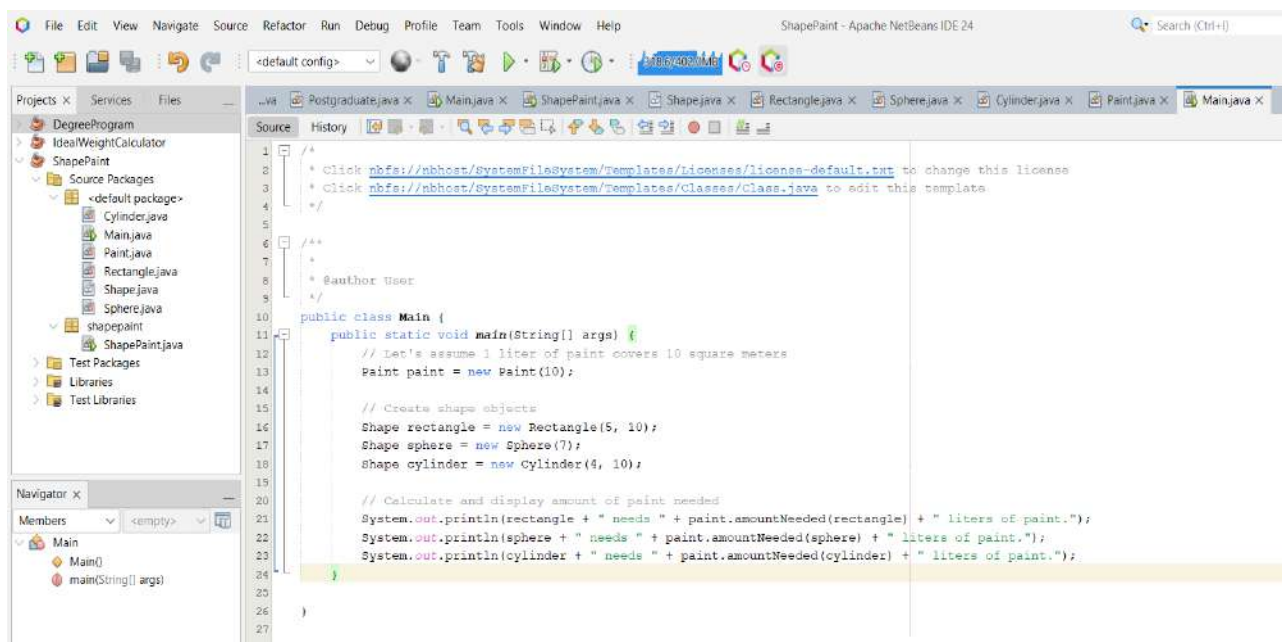 File Edit View Navigate Source Refactor Run Debug Profile Team Tools Window Help
ShapePaint - Apache NetBeans IDE 24
Search (Ctrl+I)
<default config>
Projects Services Files
DegreeProgram
IdealWeightCalculator
ShapePaint
Source Packages
<default package>
Cylinder.java
Main.java
Paint.java
Rectangle.java
Shape.java
Sphere.java
shapepaint
ShapePaint.java
Test Packages
Libraries
Test Libraries
Navigator
Members <empty>
Main
Main()
main(String[] args)
...va Postgraduate.java Main.java ShapePaint.java Shape.java Rectangle.java Sphere.java Cylinder.java Paint.java Main.java
Source History
1 /*
2 * Click nbfs://nbhost/SystemFileSystem/Templates/Licenses/license-default.txt to change this license
3 * Click nbfs://nbhost/SystemFileSystem/Templates/Classes/Class.java to edit this template
4 */
5
6 /**
7 *
8 * @author User
9 */
10 public class Main {
11 public static void main(String[] args) {
12 // Let's assume 1 liter of paint covers 10 square meters
13 Paint paint = new Paint(10);
14
15 // Create shape objects
16 Shape rectangle = new Rectangle(5, 10);
17 Shape sphere = new Sphere(7);
18 Shape cylinder = new Cylinder(4, 10);
19
20 // Calculate and display amount of paint needed
21 System.out.println(rectangle + " needs " + paint.amountNeeded(rectangle) + " liters of paint.");
22 System.out.println(sphere + " needs " + paint.amountNeeded(sphere) + " liters of paint.");
23 System.out.println(cylinder + " needs " + paint.amountNeeded(cylinder) + " liters of paint.");
24 }
25
26 }
27